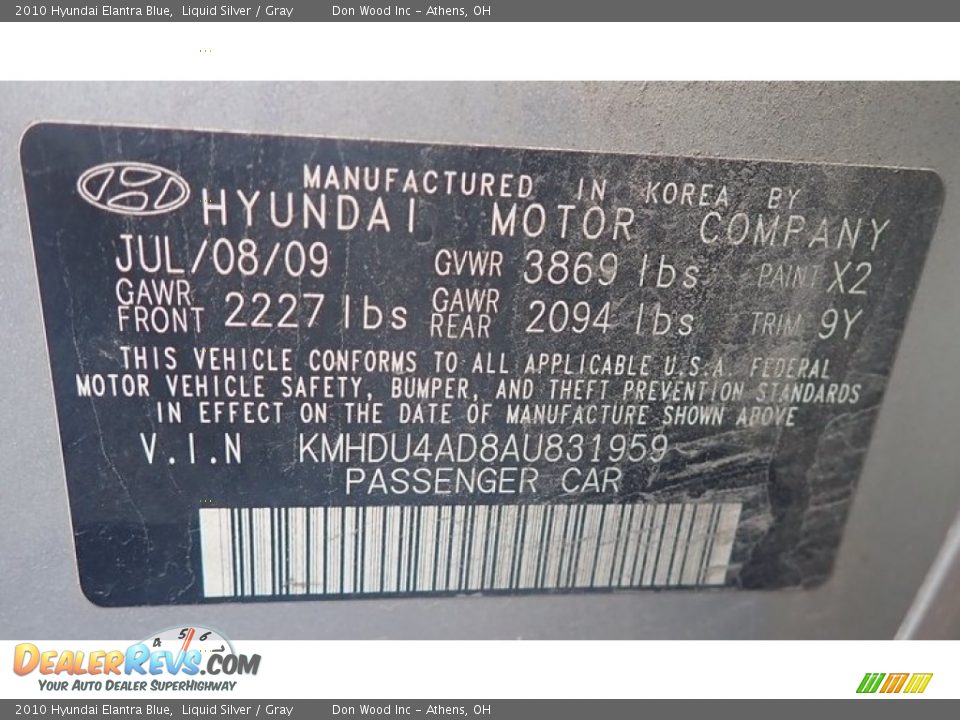 2010 Hyundai Elantra Blue, Liquid Silver / Gray Don Wood Inc - Athens, OH
MANUFACTURED IN KOREA BY
HYUNDAI MOTOR COMPANY
JUL/08/09 GVWR 3869 lbs PAINT X2
GAWR FRONT 2227 lbs GAWR REAR 2094 lbs TRIM 9Y
THIS VEHICLE CONFORMS TO ALL APPLICABLE U.S.A. FEDERAL
MOTOR VEHICLE SAFETY, BUMPER, AND THEFT PREVENTION STANDARDS
IN EFFECT ON THE DATE OF MANUFACTURE SHOWN ABOVE
V.I.N KMHDU4AD8AU831959
PASSENGER CAR
4 5 6 7
DEALERREVS.COM
YOUR AUTO DEALER SUPERHIGHWAY
2010 Hyundai Elantra Blue, Liquid Silver / Gray Don Wood Inc - Athens, OH